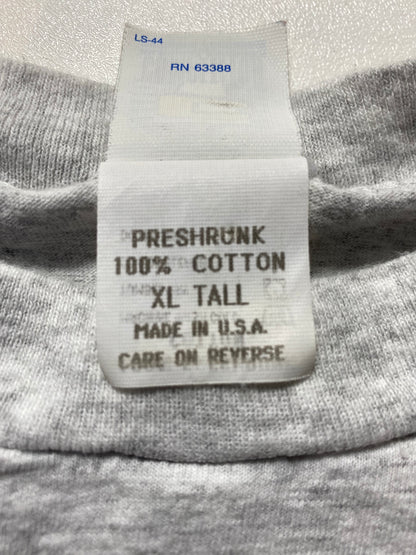 LS-44
RN 63388
PRESHRUNK
100% COTTON
XL TALL
MADE IN U.S.A.
CARE ON REVERSE